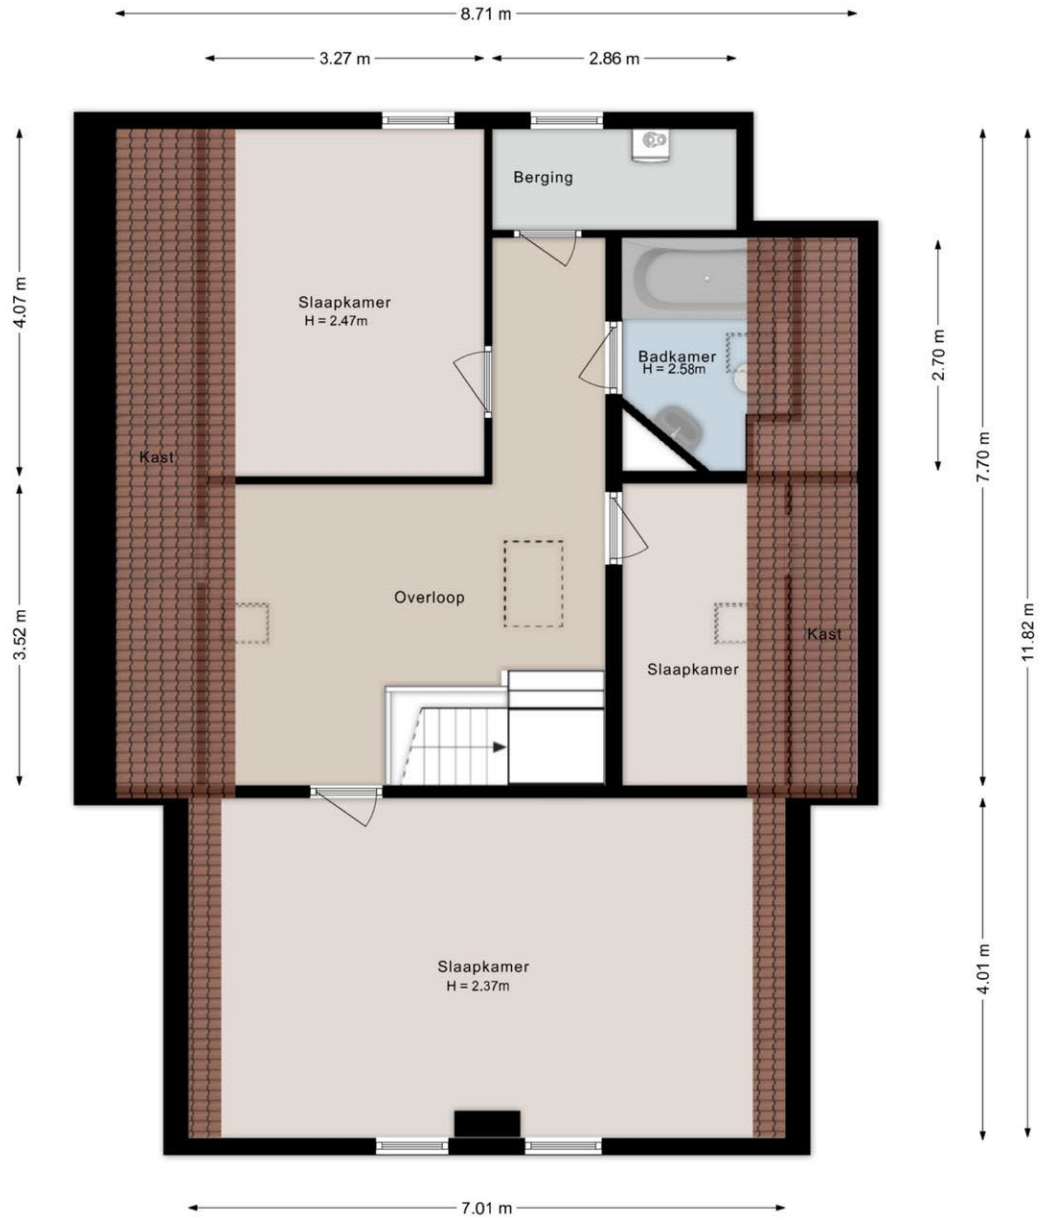 8.71 m
3.27 m
2.86 m
Berging
4.07 m
Slaapkamer
H = 2.47m
Badkamer
H = 2.58m
2.70 m
7.70 m
11.82 m
Kast
3.52 m
Overloop
Slaapkamer
Kast
4.01 m
Slaapkamer
H = 2.37m
7.01 m